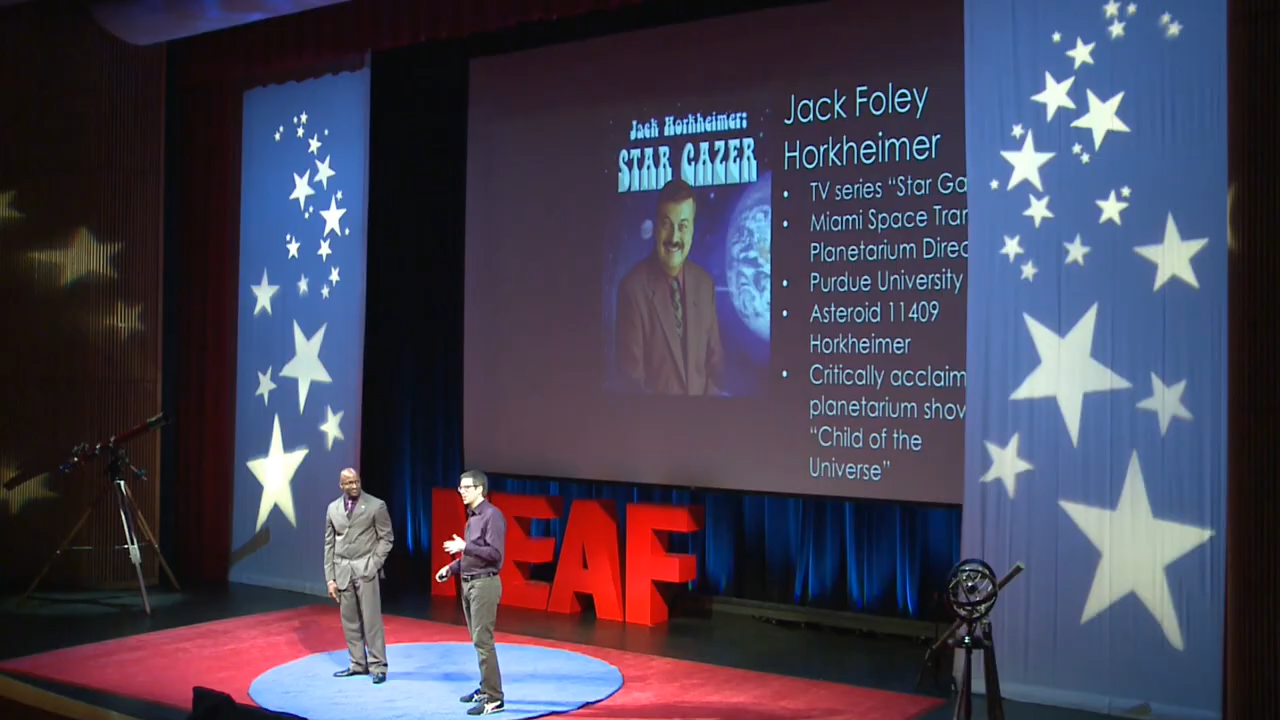 Jack Horkheimer:
STAR GAZER
Jack Foley
Horkheimer
• TV series “Star Ga
• Miami Space Tran
Planetarium Direc
• Purdue University
• Asteroid 11409
Horkheimer
• Critically acclaim
planetarium show
“Child of the
Universe”
DEAF